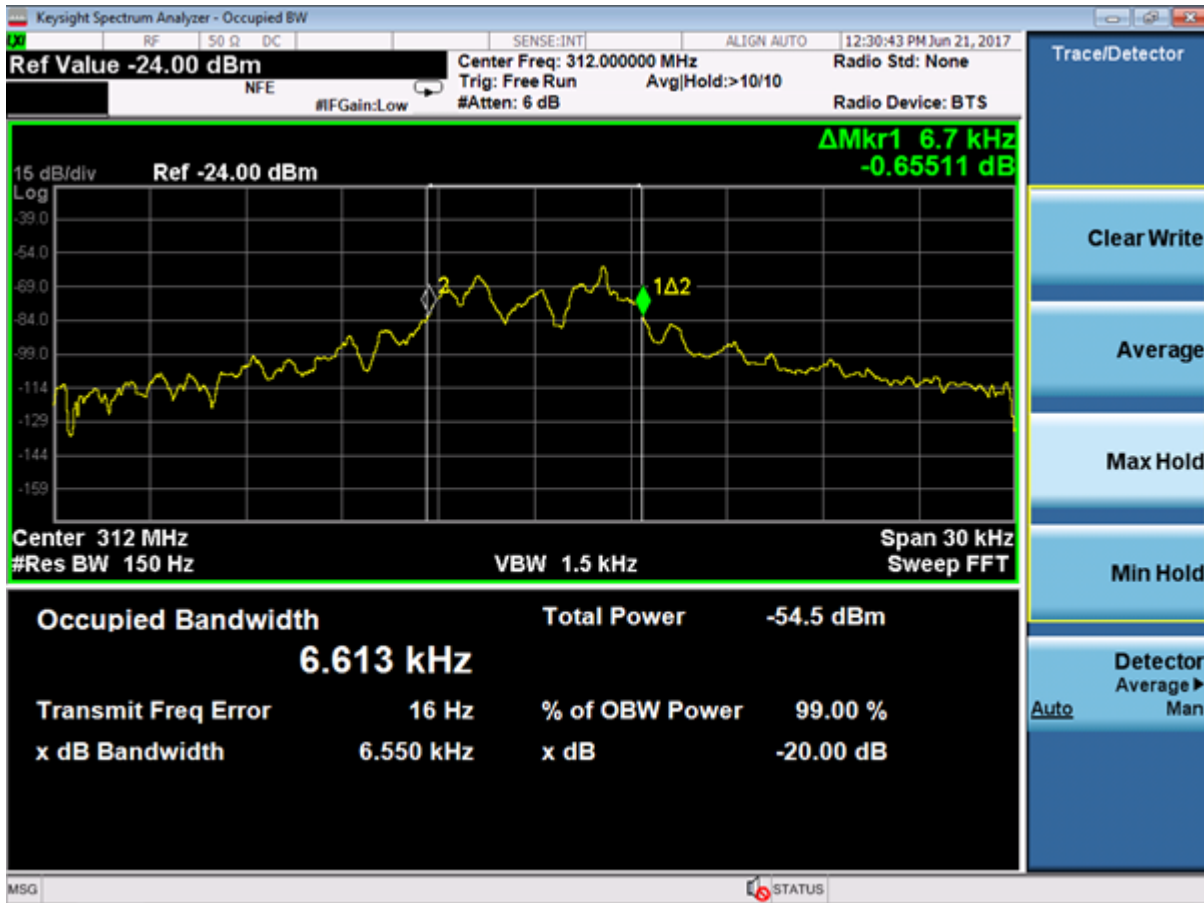 Keysight Spectrum Analyzer - Occupied BW
LXI RF 50 Ω DC SENSE:INT ALIGN AUTO 12:30:43 PM Jun 21, 2017
Ref Value -24.00 dBm
NFE
#IFGain:Low
Center Freq: 312.000000 MHz
Trig: Free Run Avg|Hold:>10/10
#Atten: 6 dB
Radio Std: None
Radio Device: BTS
Trace/Detector
ΔMkr1 6.7 kHz
-0.65511 dB
15 dB/div Ref -24.00 dBm
Log
-39.0
-54.0
-69.0
-84.0
-99.0
-114
-129
-144
-159
2
1Δ2
Center 312 MHz Span 30 kHz
#Res BW 150 Hz VBW 1.5 kHz Sweep FFT
Occupied Bandwidth
6.613 kHz
Total Power -54.5 dBm
Transmit Freq Error 16 Hz % of OBW Power 99.00 %
x dB Bandwidth 6.550 kHz x dB -20.00 dB
Clear Write
Average
Max Hold
Min Hold
Detector
Average
Auto Man
MSG STATUS